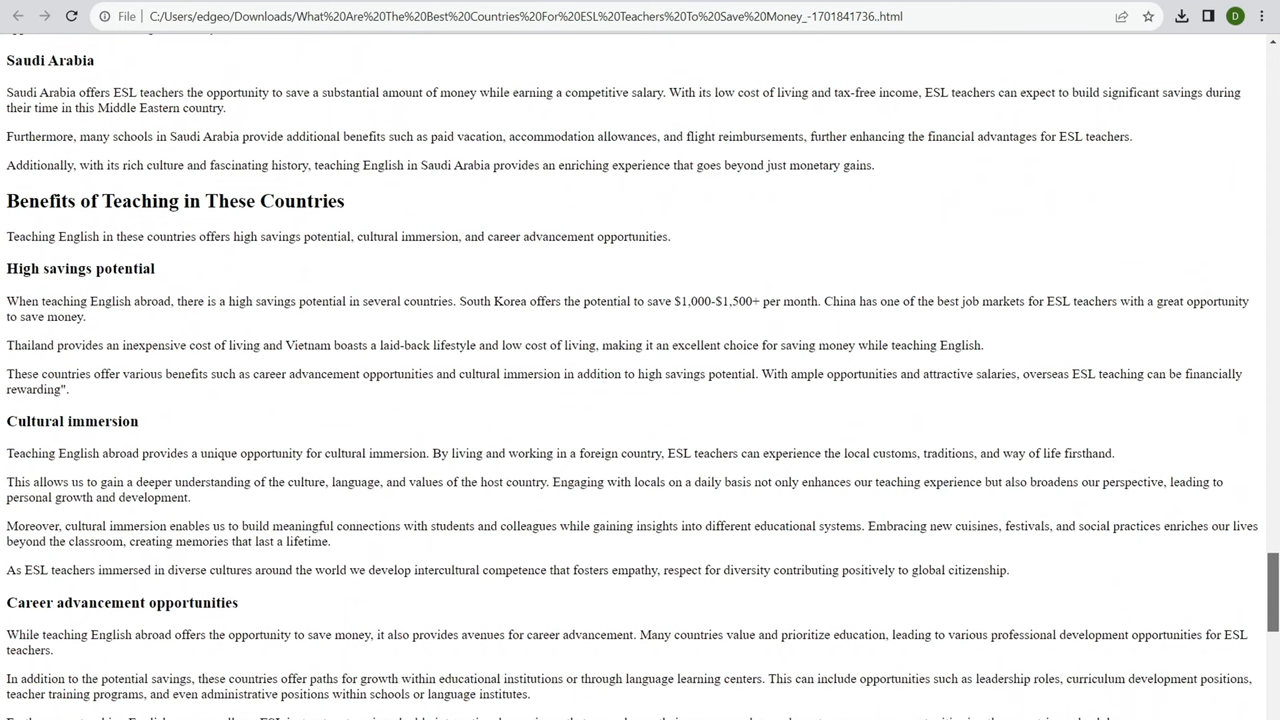 File
C:/Users/edgeo/Downloads/What%20Are%20The%20Best%20Countries%20For%20ESL%20Teachers%20To%20Save%20Money_-1701841736..html
D
Saudi Arabia
Saudi Arabia offers ESL teachers the opportunity to save a substantial amount of money while earning a competitive salary. With its low cost of living and tax-free income, ESL teachers can expect to build significant savings during
their time in this Middle Eastern country.
Furthermore, many schools in Saudi Arabia provide additional benefits such as paid vacation, accommodation allowances, and flight reimbursements, further enhancing the financial advantages for ESL teachers.
Additionally, with its rich culture and fascinating history, teaching English in Saudi Arabia provides an enriching experience that goes beyond just monetary gains.
Benefits of Teaching in These Countries
Teaching English in these countries offers high savings potential, cultural immersion, and career advancement opportunities.
High savings potential
When teaching English abroad, there is a high savings potential in several countries. South Korea offers the potential to save $1,000-$1,500+ per month. China has one of the best job markets for ESL teachers with a great opportunity
to save money.
Thailand provides an inexpensive cost of living and Vietnam boasts a laid-back lifestyle and low cost of living, making it an excellent choice for saving money while teaching English.
These countries offer various benefits such as career advancement opportunities and cultural immersion in addition to high savings potential. With ample opportunities and attractive salaries, overseas ESL teaching can be financially
rewarding".
Cultural immersion
Teaching English abroad provides a unique opportunity for cultural immersion. By living and working in a foreign country, ESL teachers can experience the local customs, traditions, and way of life firsthand.
This allows us to gain a deeper understanding of the culture, language, and values of the host country. Engaging with locals on a daily basis not only enhances our teaching experience but also broadens our perspective, leading to
personal growth and development.
Moreover, cultural immersion enables us to build meaningful connections with students and colleagues while gaining insights into different educational systems. Embracing new cuisines, festivals, and social practices enriches our lives
beyond the classroom, creating memories that last a lifetime.
As ESL teachers immersed in diverse cultures around the world we develop intercultural competence that fosters empathy, respect for diversity contributing positively to global citizenship.
Career advancement opportunities
While teaching English abroad offers the opportunity to save money, it also provides avenues for career advancement. Many countries value and prioritize education, leading to various professional development opportunities for ESL
teachers.
In addition to the potential savings, these countries offer paths for growth within educational institutions or through language learning centers. This can include opportunities such as leadership roles, curriculum development positions,
teacher training programs, and even administrative positions within schools or language institutes.